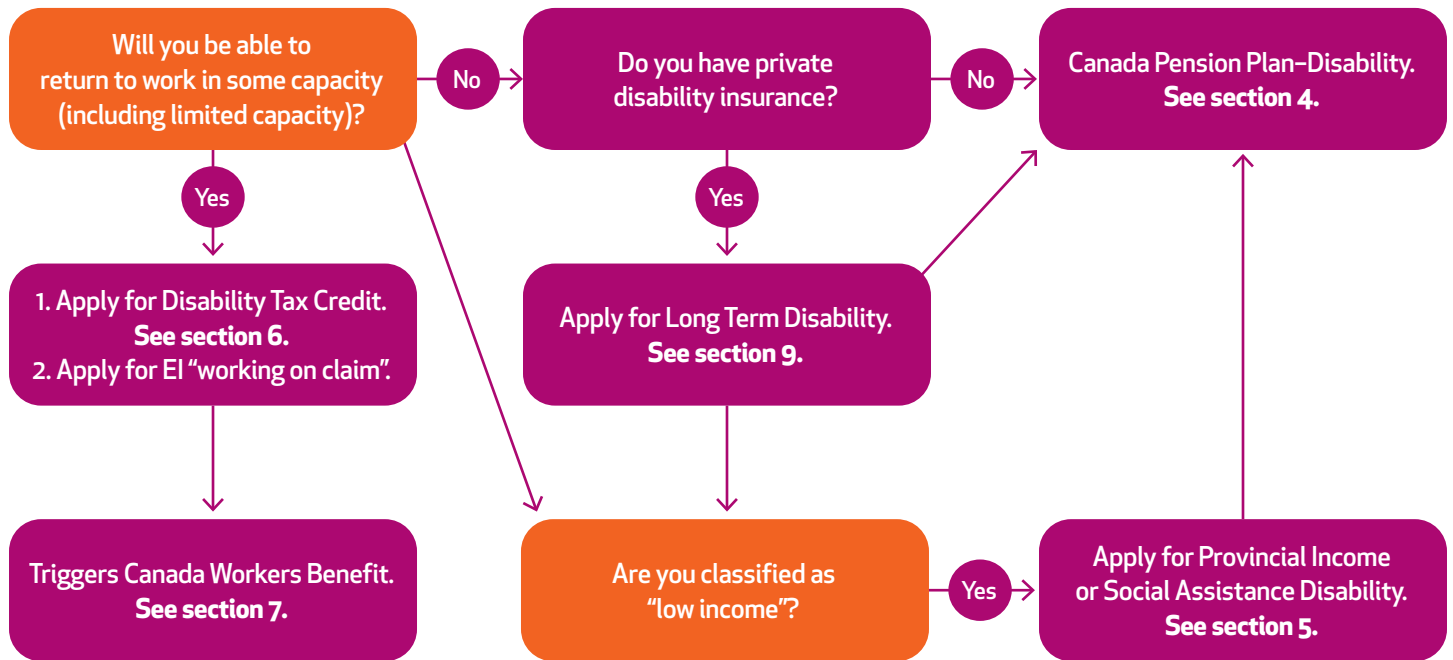 Will you be able to
return to work in some capacity
(including limited capacity)?
No
Do you have private
disability insurance?
No
Canada Pension Plan–Disability.
See section 4.
Yes
Yes
1. Apply for Disability Tax Credit.
See section 6.
2. Apply for EI “working on claim”.
Apply for Long Term Disability.
See section 9.
Triggers Canada Workers Benefit.
See section 7.
Are you classified as
“low income”?
Yes
Apply for Provincial Income
or Social Assistance Disability.
See section 5.